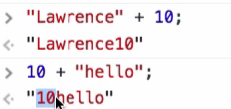 > "Lawrence" + 10;
<· "Lawrence10"
> 10 + "hello";
<· "10hello"